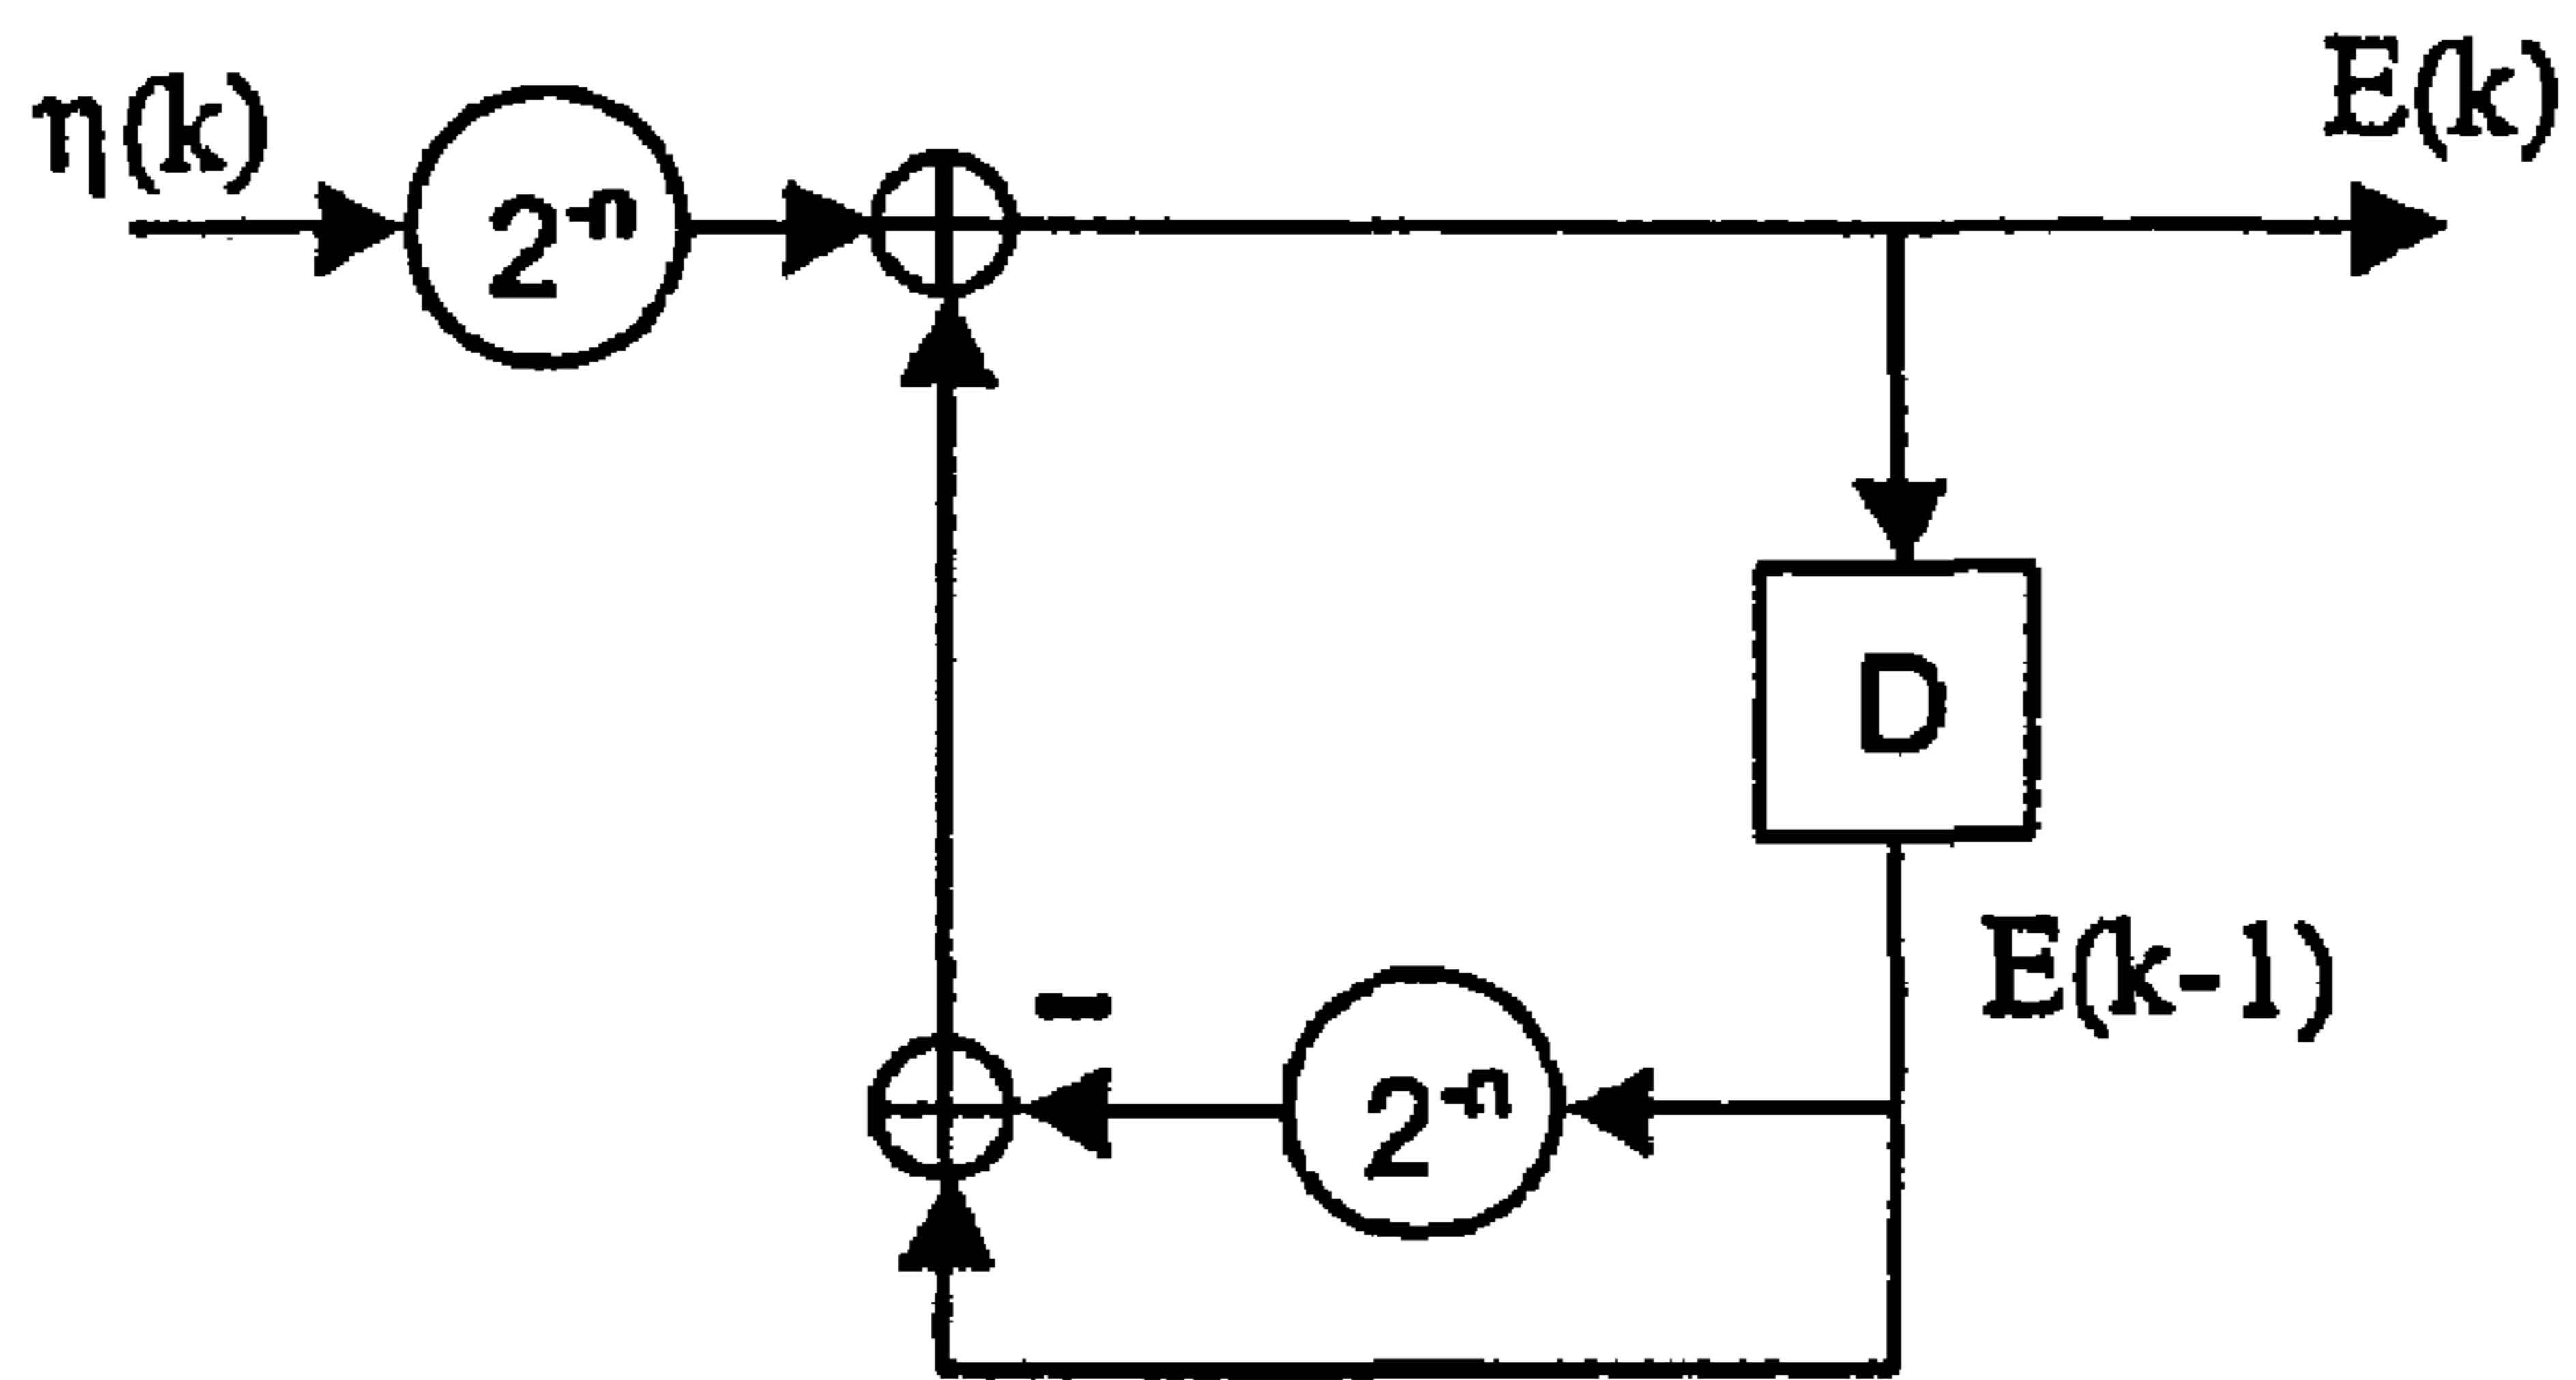 η(k)
E(k)
2⁻ⁿ
D
E(k-1)
-
2⁻ⁿ